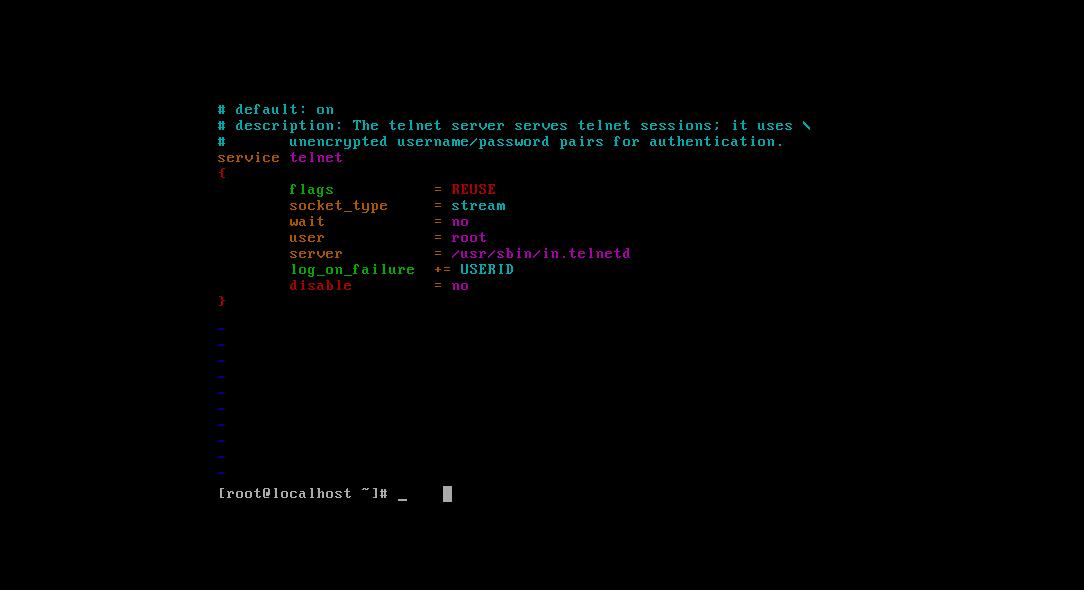 # default: on
# description: The telnet server serves telnet sessions; it uses \
#       unencrypted username/password pairs for authentication.
service telnet
{
        flags           = REUSE
        socket_type     = stream
        wait            = no
        user            = root
        server          = /usr/sbin/in.telnetd
        log_on_failure  += USERID
        disable         = no
}
~
~
~
~
~
~
~
~
~
~
[root@localhost ~]# _